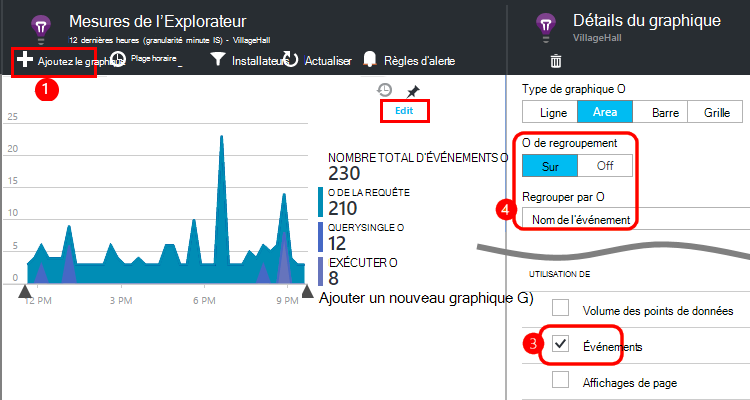 Mesures de l'Explorateur
12 dernières heures (granularité minute IS) - VillageHall
Ajoutez le graphique
Plage horaire
Installateurs
Actualiser
Règles d'alerte
1
Edit
25
20
15
10
5
0
12 PM
3 PM
6 PM
9 PM
NOMBRE TOTAL D'ÉVÉNEMENTS O
230
O DE LA REQUÊTE
210
QUERYSINGLE O
12
EXÉCUTER O
8
Ajouter un nouveau graphique G)
Détails du graphique
VillageHall
Type de graphique O
Ligne
Area
Barre
Grille
O de regroupement
Sur
Off
4
Regrouper par O
Nom de l'événement
UTILISATION DE
Volume des points de données
3
Événements
Affichages de page